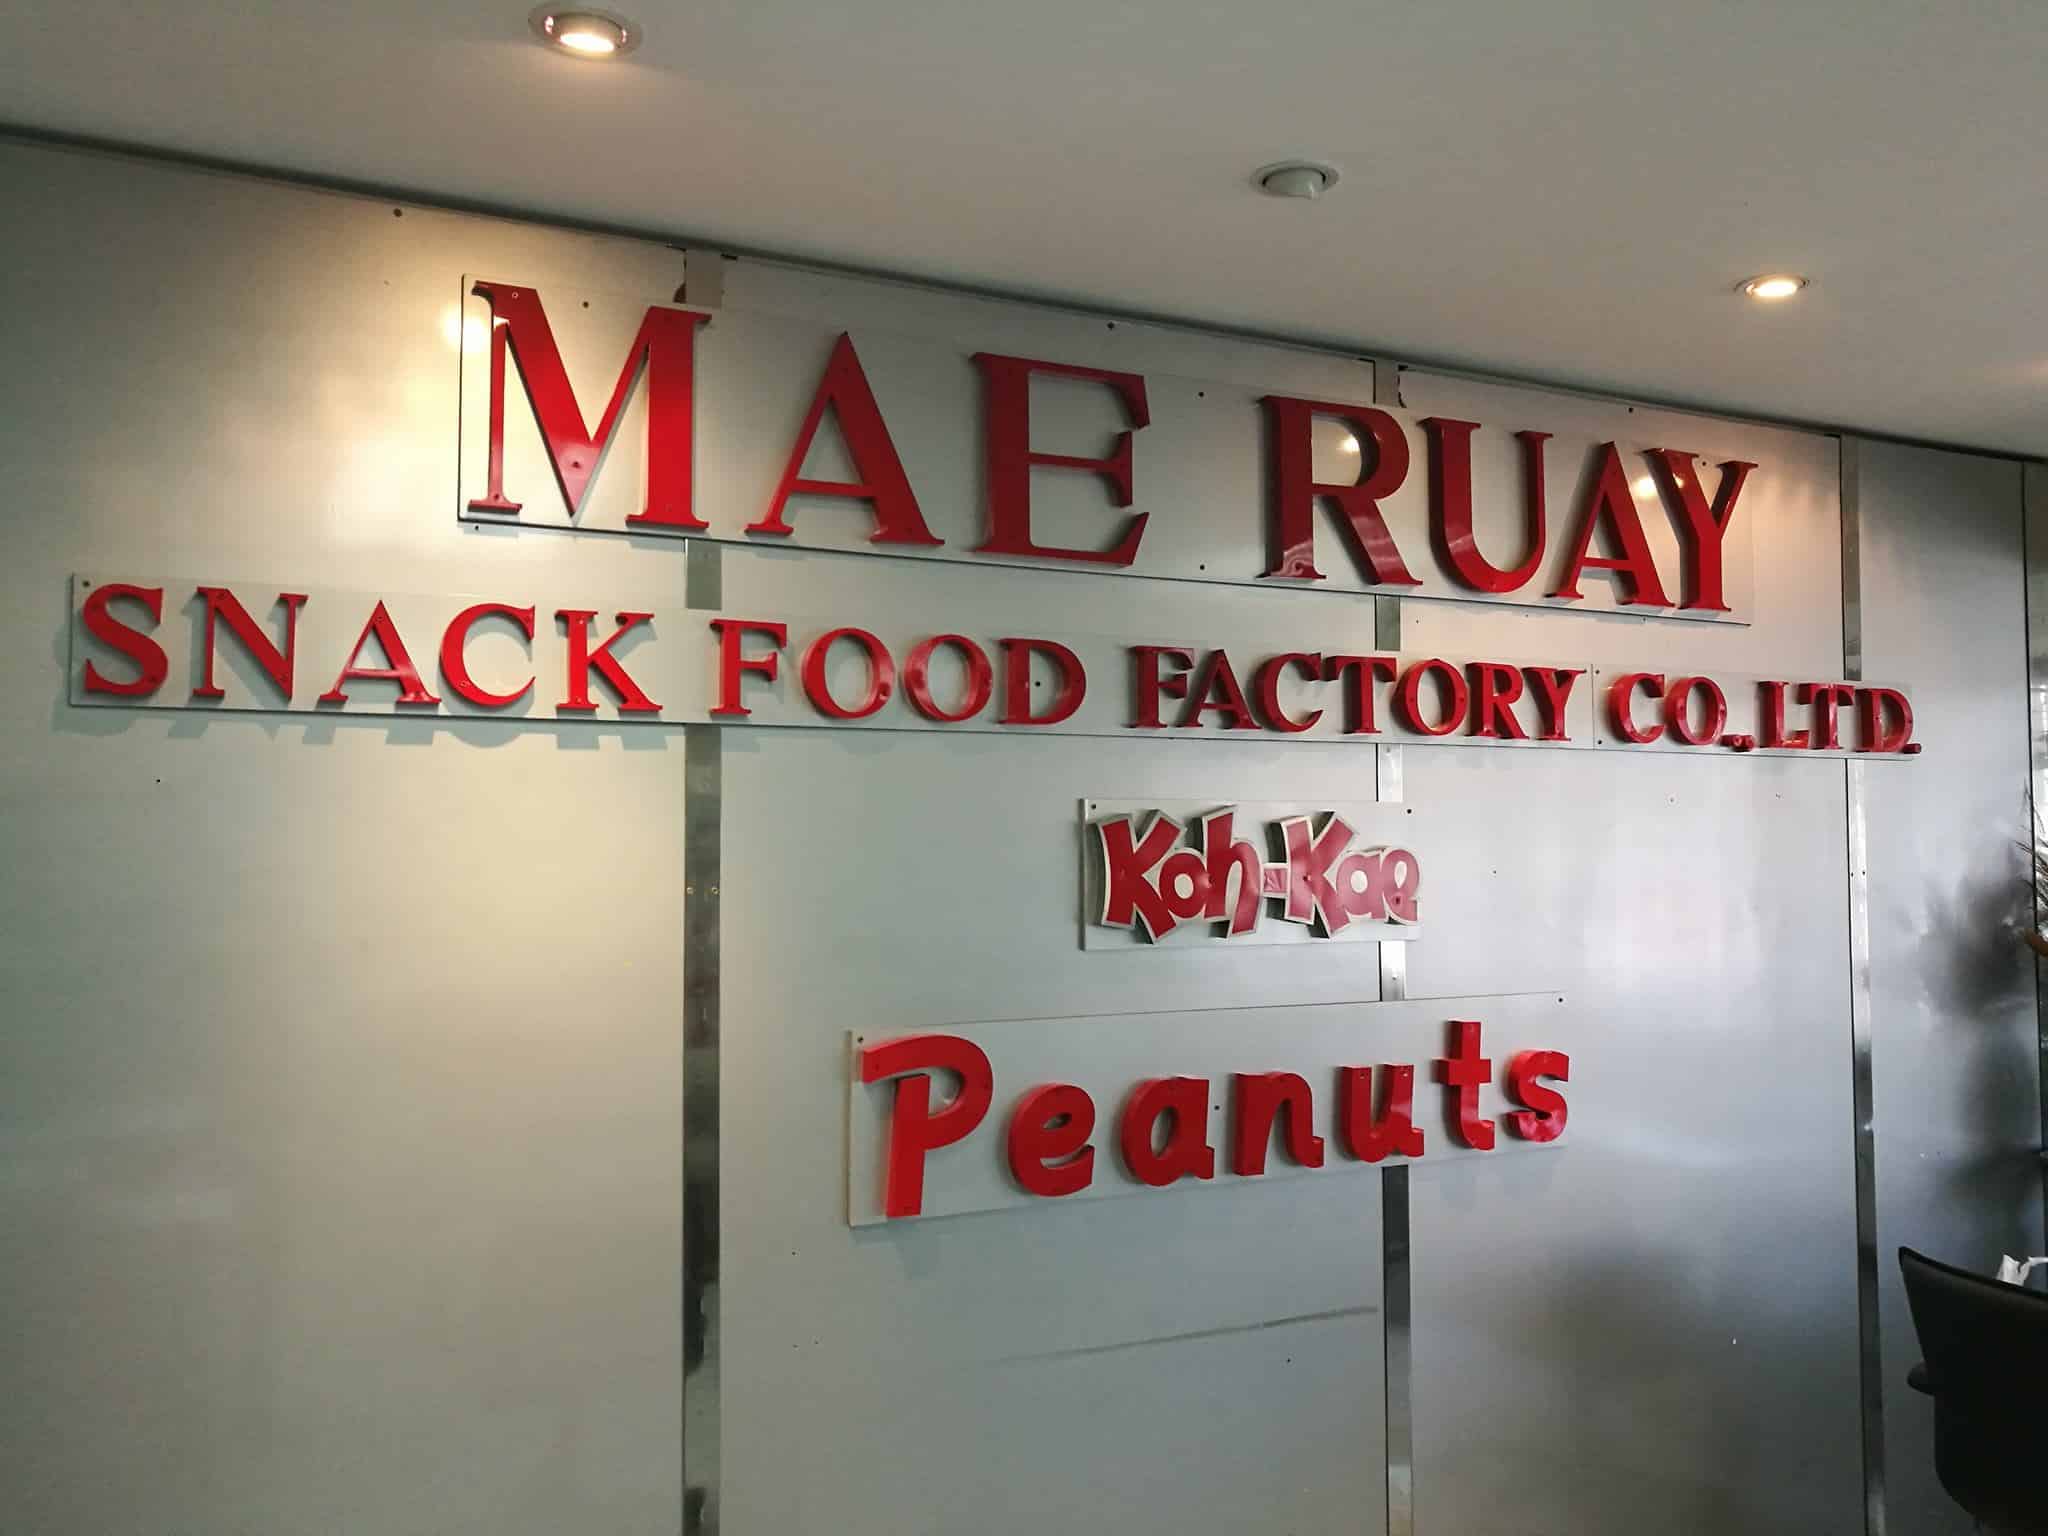 MAE RUAY
SNACK FOOD FACTORY CO.,LTD.
Koh-Kae
Peanuts